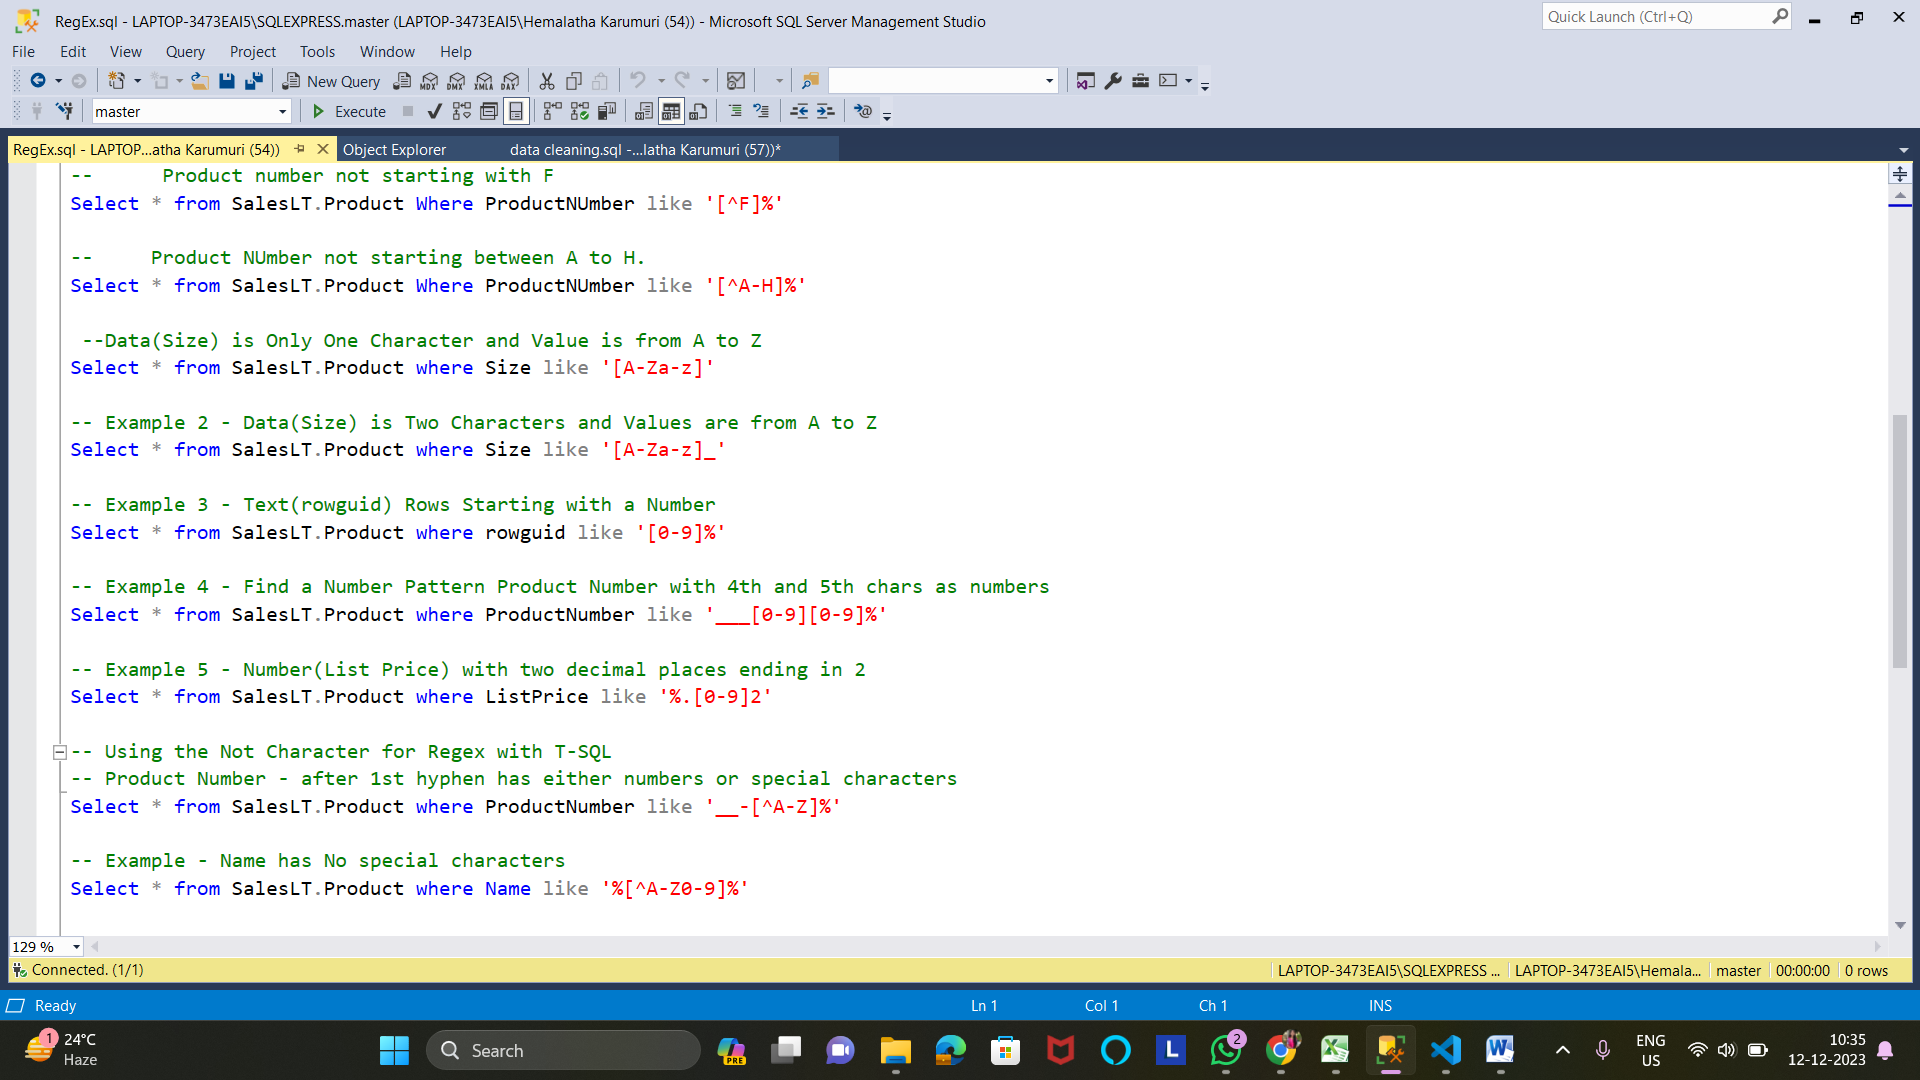 RegEx.sql - LAPTOP-3473EAI5\SQLEXPRESS.master (LAPTOP-3473EAI5\Hemalatha Karumuri (54)) - Microsoft SQL Server Management Studio
Quick Launch (Ctrl+Q)
File Edit View Query Project Tools Window Help
New Query MDX DMX XMLA DAX
master Execute
RegEx.sql - LAPTOP...atha Karumuri (54)) Object Explorer data cleaning.sql -...latha Karumuri (57))*
-- Product number not starting with F
Select * from SalesLT.Product Where ProductNUmber like '[^F]%'
-- Product NUmber not starting between A to H.
Select * from SalesLT.Product Where ProductNUmber like '[^A-H]%'
--Data(Size) is Only One Character and Value is from A to Z
Select * from SalesLT.Product where Size like '[A-Za-z]'
-- Example 2 - Data(Size) is Two Characters and Values are from A to Z
Select * from SalesLT.Product where Size like '[A-Za-z]_'
-- Example 3 - Text(rowguid) Rows Starting with a Number
Select * from SalesLT.Product where rowguid like '[0-9]%'
-- Example 4 - Find a Number Pattern Product Number with 4th and 5th chars as numbers
Select * from SalesLT.Product where ProductNumber like '___[0-9][0-9]%'
-- Example 5 - Number(List Price) with two decimal places ending in 2
Select * from SalesLT.Product where ListPrice like '%.[0-9]2'
-- Using the Not Character for Regex with T-SQL
-- Product Number - after 1st hyphen has either numbers or special characters
Select * from SalesLT.Product where ProductNumber like '__-[^A-Z]%'
-- Example - Name has No special characters
Select * from SalesLT.Product where Name like '%[^A-Z0-9]%'
129 %
Connected. (1/1) LAPTOP-3473EAI5\SQLEXPRESS ... LAPTOP-3473EAI5\Hemala... master 00:00:00 0 rows
Ready Ln 1 Col 1 Ch 1 INS
1 24°C
Haze
Search
PRE
L
2
ENG
US
10:35
12-12-2023